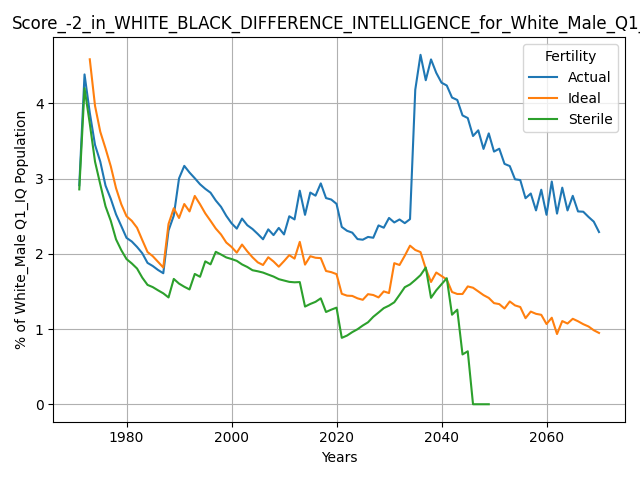 Score_-2_in_WHITE_BLACK_DIFFERENCE_INTELLIGENCE_for_White_Male_Q1_
Fertility
Actual
Ideal
Sterile
% of White_Male Q1_IQ Population
4
3
2
1
0
1980 2000 2020 2040 2060
Years